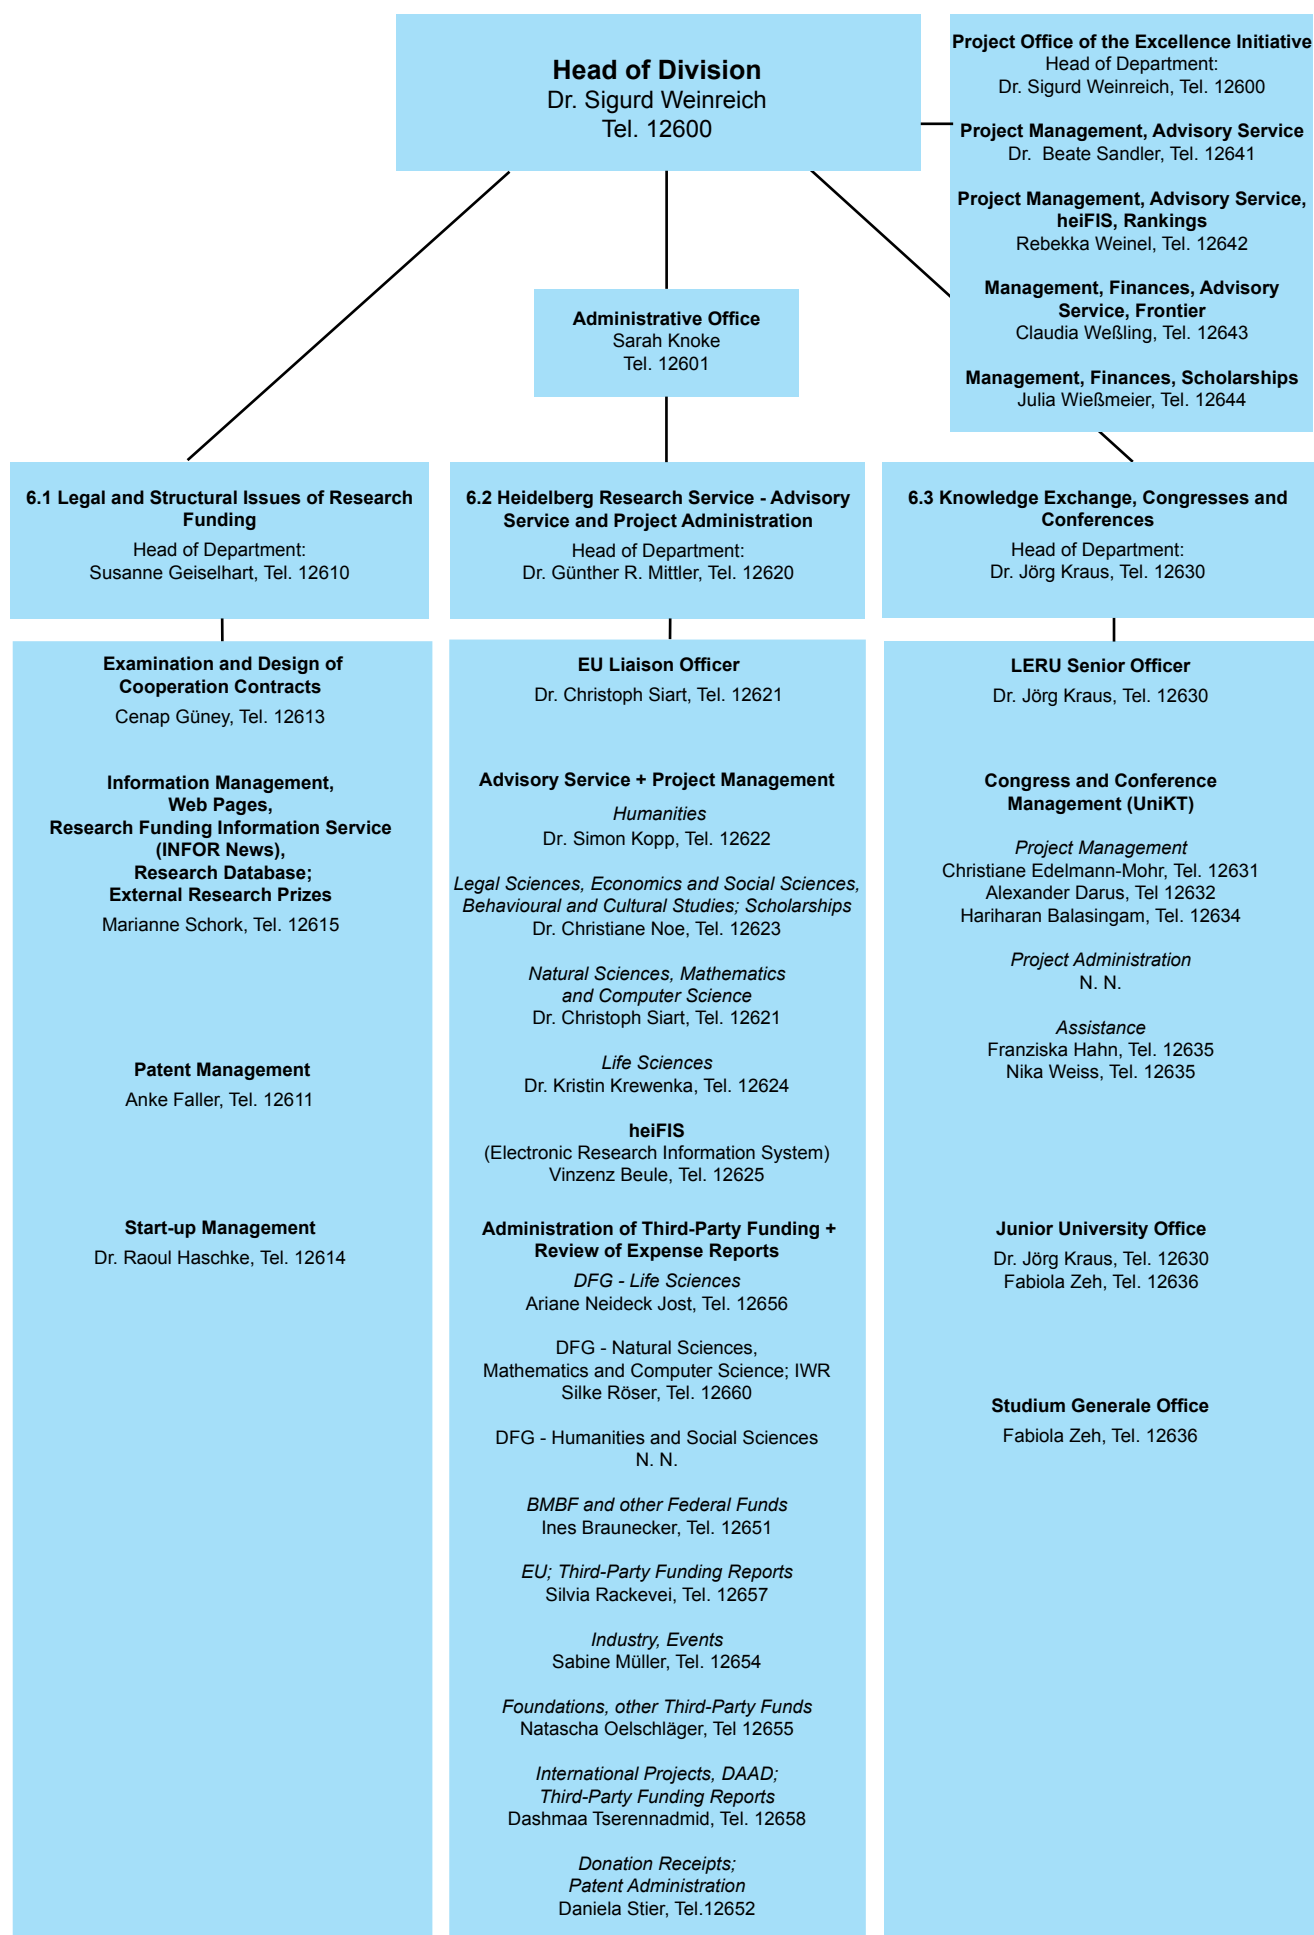 Head of Division
Dr. Sigurd Weinreich
Tel. 12600
Project Office of the Excellence Initiative
Head of Department:
Dr. Sigurd Weinreich, Tel. 12600
Project Management, Advisory Service
Dr.  Beate Sandler, Tel. 12641
Project Management, Advisory Service,
heiFIS, Rankings
Rebekka Weinel, Tel. 12642
Management, Finances, Advisory
Service, Frontier
Claudia Weßling, Tel. 12643
Management, Finances, Scholarships
Julia Wießmeier, Tel. 12644
Administrative Office
Sarah Knoke
Tel. 12601
6.1 Legal and Structural Issues of Research
Funding
Head of Department:
Susanne Geiselhart, Tel. 12610
6.2 Heidelberg Research Service - Advisory
Service and Project Administration
Head of Department:
Dr. Günther R. Mittler, Tel. 12620
6.3 Knowledge Exchange, Congresses and
Conferences
Head of Department:
Dr. Jörg Kraus, Tel. 12630
Examination and Design of
Cooperation Contracts
Cenap Güney, Tel. 12613
Information Management,
Web Pages,
Research Funding Information Service
(INFOR News),
Research Database;
External Research Prizes
Marianne Schork, Tel. 12615
Patent Management
Anke Faller, Tel. 12611
Start-up Management
Dr. Raoul Haschke, Tel. 12614
EU Liaison Officer
Dr. Christoph Siart, Tel. 12621
Advisory Service + Project Management
Humanities
Dr. Simon Kopp, Tel. 12622
Legal Sciences, Economics and Social Sciences,
Behavioural and Cultural Studies; Scholarships
Dr. Christiane Noe, Tel. 12623
Natural Sciences, Mathematics
and Computer Science
Dr. Christoph Siart, Tel. 12621
Life Sciences
Dr. Kristin Krewenka, Tel. 12624
heiFIS
(Electronic Research Information System)
Vinzenz Beule, Tel. 12625
Administration of Third-Party Funding +
Review of Expense Reports
DFG - Life Sciences
Ariane Neideck Jost, Tel. 12656
DFG - Natural Sciences,
Mathematics and Computer Science; IWR
Silke Röser, Tel. 12660
DFG - Humanities and Social Sciences
N. N.
BMBF and other Federal Funds
Ines Braunecker, Tel. 12651
EU; Third-Party Funding Reports
Silvia Rackevei, Tel. 12657
Industry, Events
Sabine Müller, Tel. 12654
Foundations, other Third-Party Funds
Natascha Oelschläger, Tel 12655
International Projects, DAAD;
Third-Party Funding Reports
Dashmaa Tserennadmid, Tel. 12658
Donation Receipts;
Patent Administration
Daniela Stier, Tel.12652
LERU Senior Officer
Dr. Jörg Kraus, Tel. 12630
Congress and Conference
Management (UniKT)
Project Management
Christiane Edelmann-Mohr, Tel. 12631
Alexander Darus, Tel 12632
Hariharan Balasingam, Tel. 12634
Project Administration
N. N.
Assistance
Franziska Hahn, Tel. 12635
Nika Weiss, Tel. 12635
Junior University Office
Dr. Jörg Kraus, Tel. 12630
Fabiola Zeh, Tel. 12636
Studium Generale Office
Fabiola Zeh, Tel. 12636